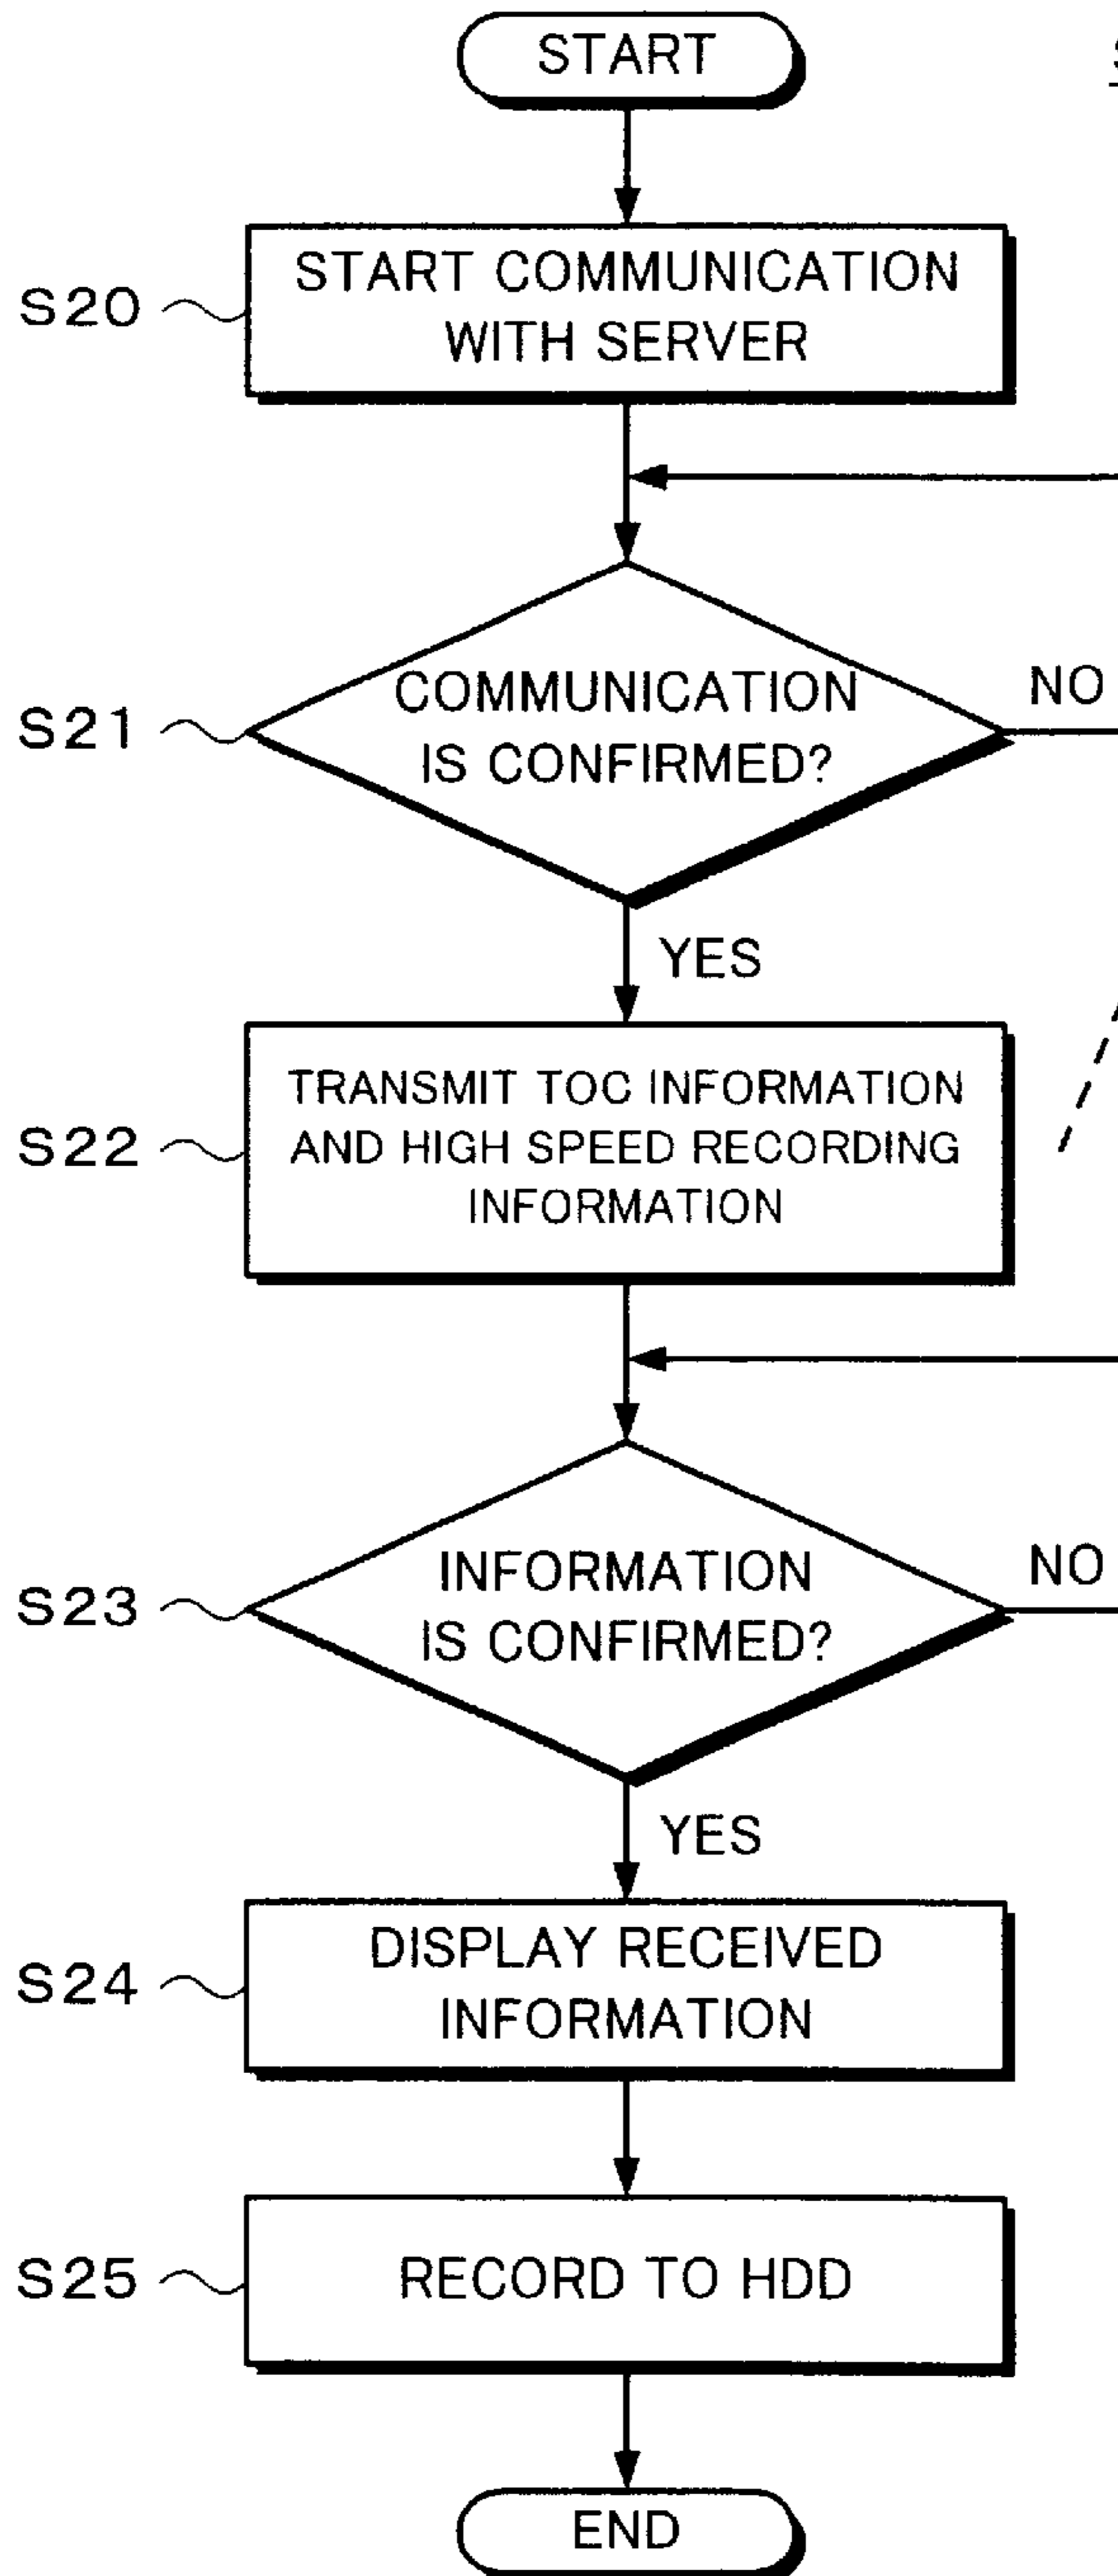 START
S20
START COMMUNICATION
WITH SERVER
S21
COMMUNICATION
IS CONFIRMED?
NO
YES
S22
TRANSMIT TOC INFORMATION
AND HIGH SPEED RECORDING
INFORMATION
S23
INFORMATION
IS CONFIRMED?
NO
YES
S24
DISPLAY RECEIVED
INFORMATION
S25
RECORD TO HDD
END